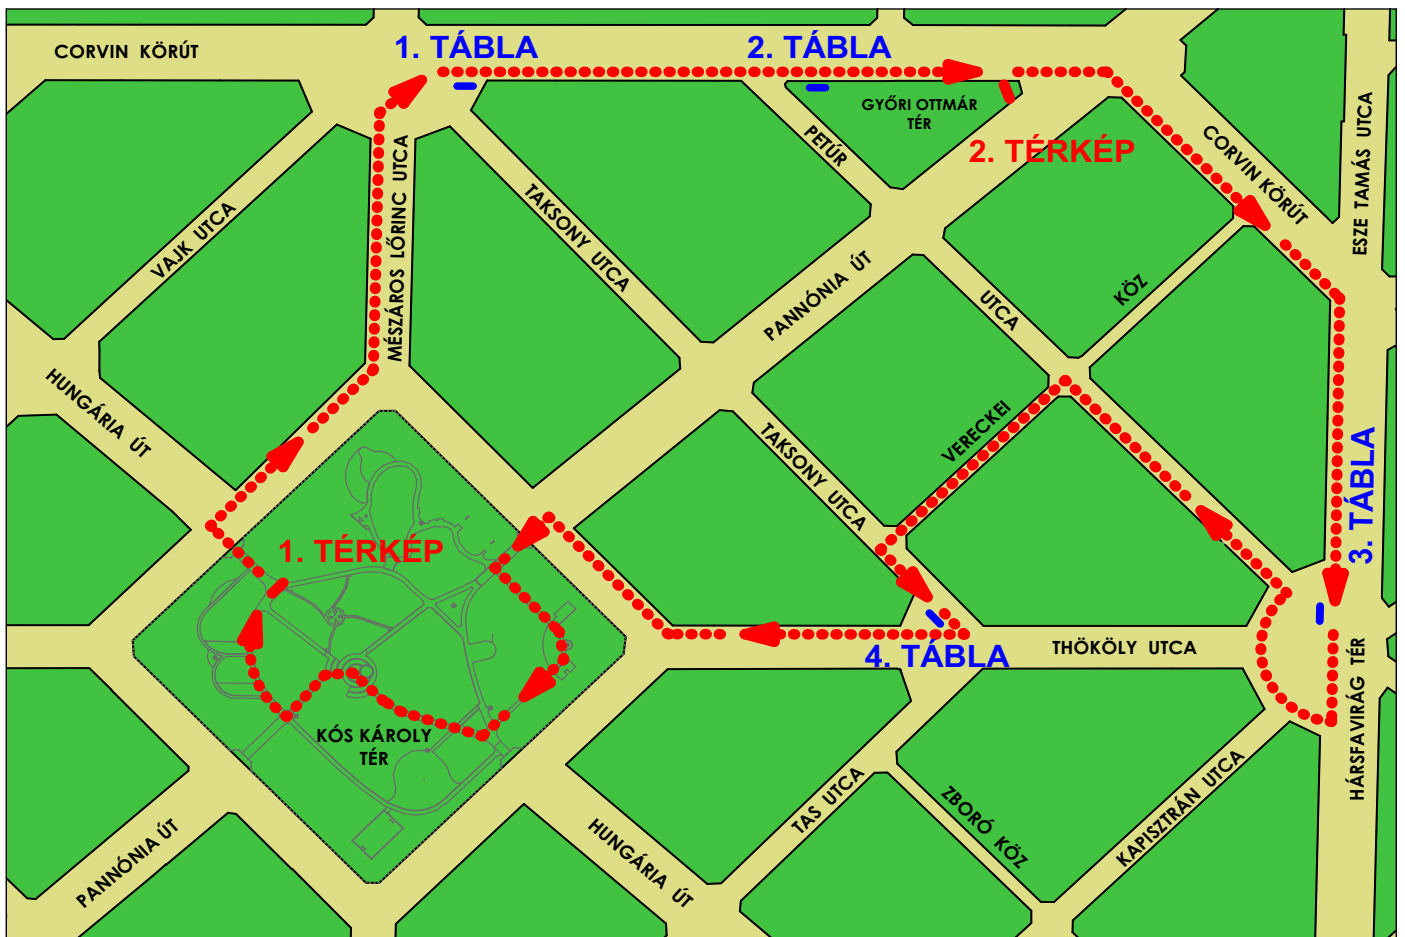 CORVIN KÖRÚT
1. TÁBLA
2. TÁBLA
GYŐRI OTTMÁR
TÉR
2. TÉRKÉP
PETÚR
UTCA
CORVIN KÖRÚT
ESZE TAMÁS UTCA
MÉSZÁROS LŐRINC UTCA
TAKSONY UTCA
VAJK UTCA
PANNÓNIA ÚT
KÖZ
HUNGÁRIA ÚT
VERECKEI
TAKSONY UTCA
3. TÁBLA
1. TÉRKÉP
4. TÁBLA
THÖKÖLY UTCA
HÁRSFAVIRÁG TÉR
KÓS KÁROLY
TÉR
TAS UTCA
ZBORÓ KÖZ
KAPISZTRÁN UTCA
PANNÓNIA ÚT
HUNGÁRIA ÚT